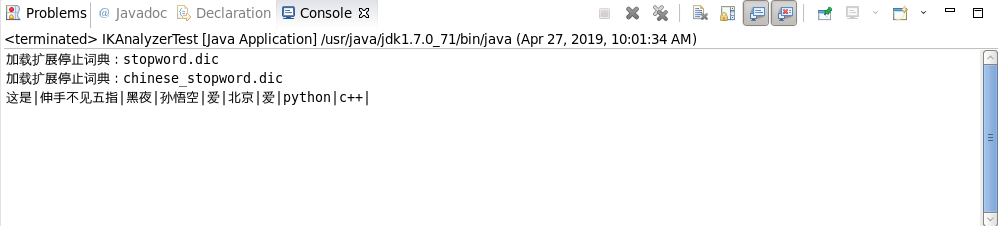 Problems @ Javadoc Declaration Console
<terminated> IKAnalyzerTest [Java Application] /usr/java/jdk1.7.0_71/bin/java (Apr 27, 2019, 10:01:34 AM)
加载扩展停止词典：stopword.dic
加载扩展停止词典：chinese_stopword.dic
这是|伸手不见五指|黑夜|孙悟空|爱|北京|爱|python|c++|